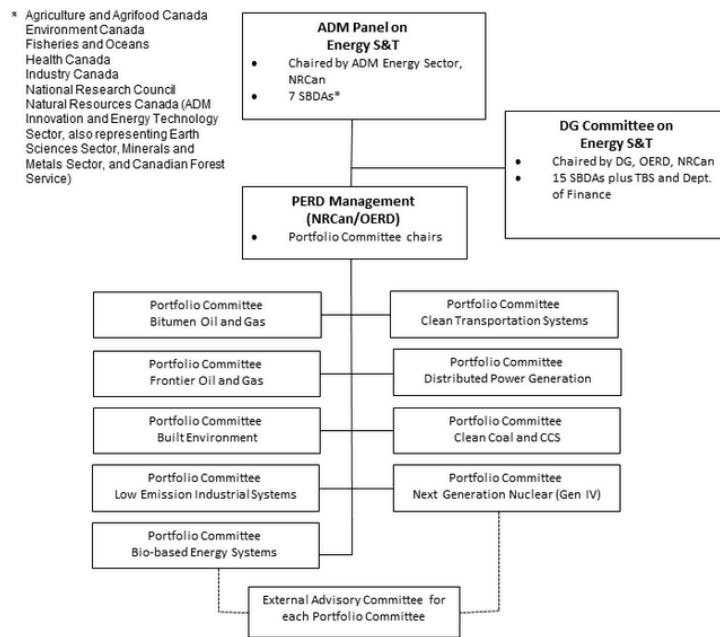 * Agriculture and Agrifood Canada
Environment Canada
Fisheries and Oceans
Health Canada
Industry Canada
National Research Council
Natural Resources Canada (ADM
Innovation and Energy Technology
Sector, also representing Earth
Sciences Sector, Minerals and
Metals Sector, and Canadian Forest
Service)
ADM Panel on
Energy S&T
• Chaired by ADM Energy Sector,
NRCan
• 7 SBDAs*
DG Committee on
Energy S&T
• Chaired by DG, OERD, NRCan
• 15 SBDAs plus TBS and Dept.
of Finance
PERD Management
(NRCan/OERD)
• Portfolio Committee chairs
Portfolio Committee
Bitumen Oil and Gas
Portfolio Committee
Clean Transportation Systems
Portfolio Committee
Frontier Oil and Gas
Portfolio Committee
Distributed Power Generation
Portfolio Committee
Built Environment
Portfolio Committee
Clean Coal and CCS
Portfolio Committee
Low Emission Industrial Systems
Portfolio Committee
Next Generation Nuclear (Gen IV)
Portfolio Committee
Bio-based Energy Systems
External Advisory Committee for
each Portfolio Committee